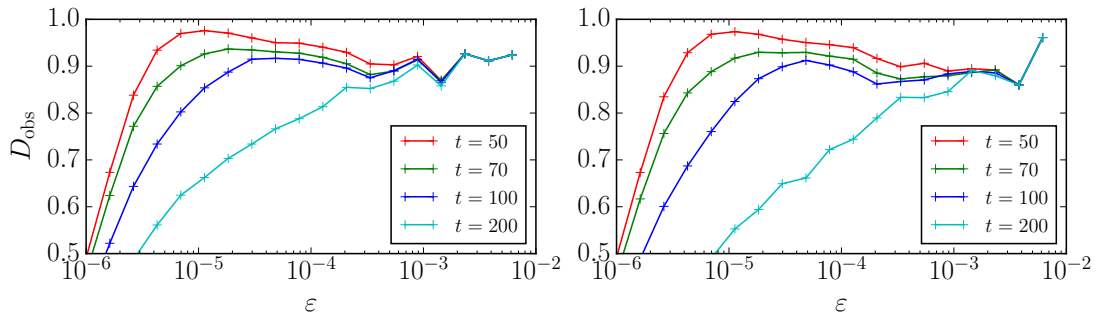 D_obs
1.0
0.9
0.8
0.7
0.6
0.5
10^−6
10^−5
10^−4
10^−3
10^−2
ε
t = 50
t = 70
t = 100
t = 200
1.0
0.9
0.8
0.7
0.6
0.5
10^−6
10^−5
10^−4
10^−3
10^−2
ε
t = 50
t = 70
t = 100
t = 200